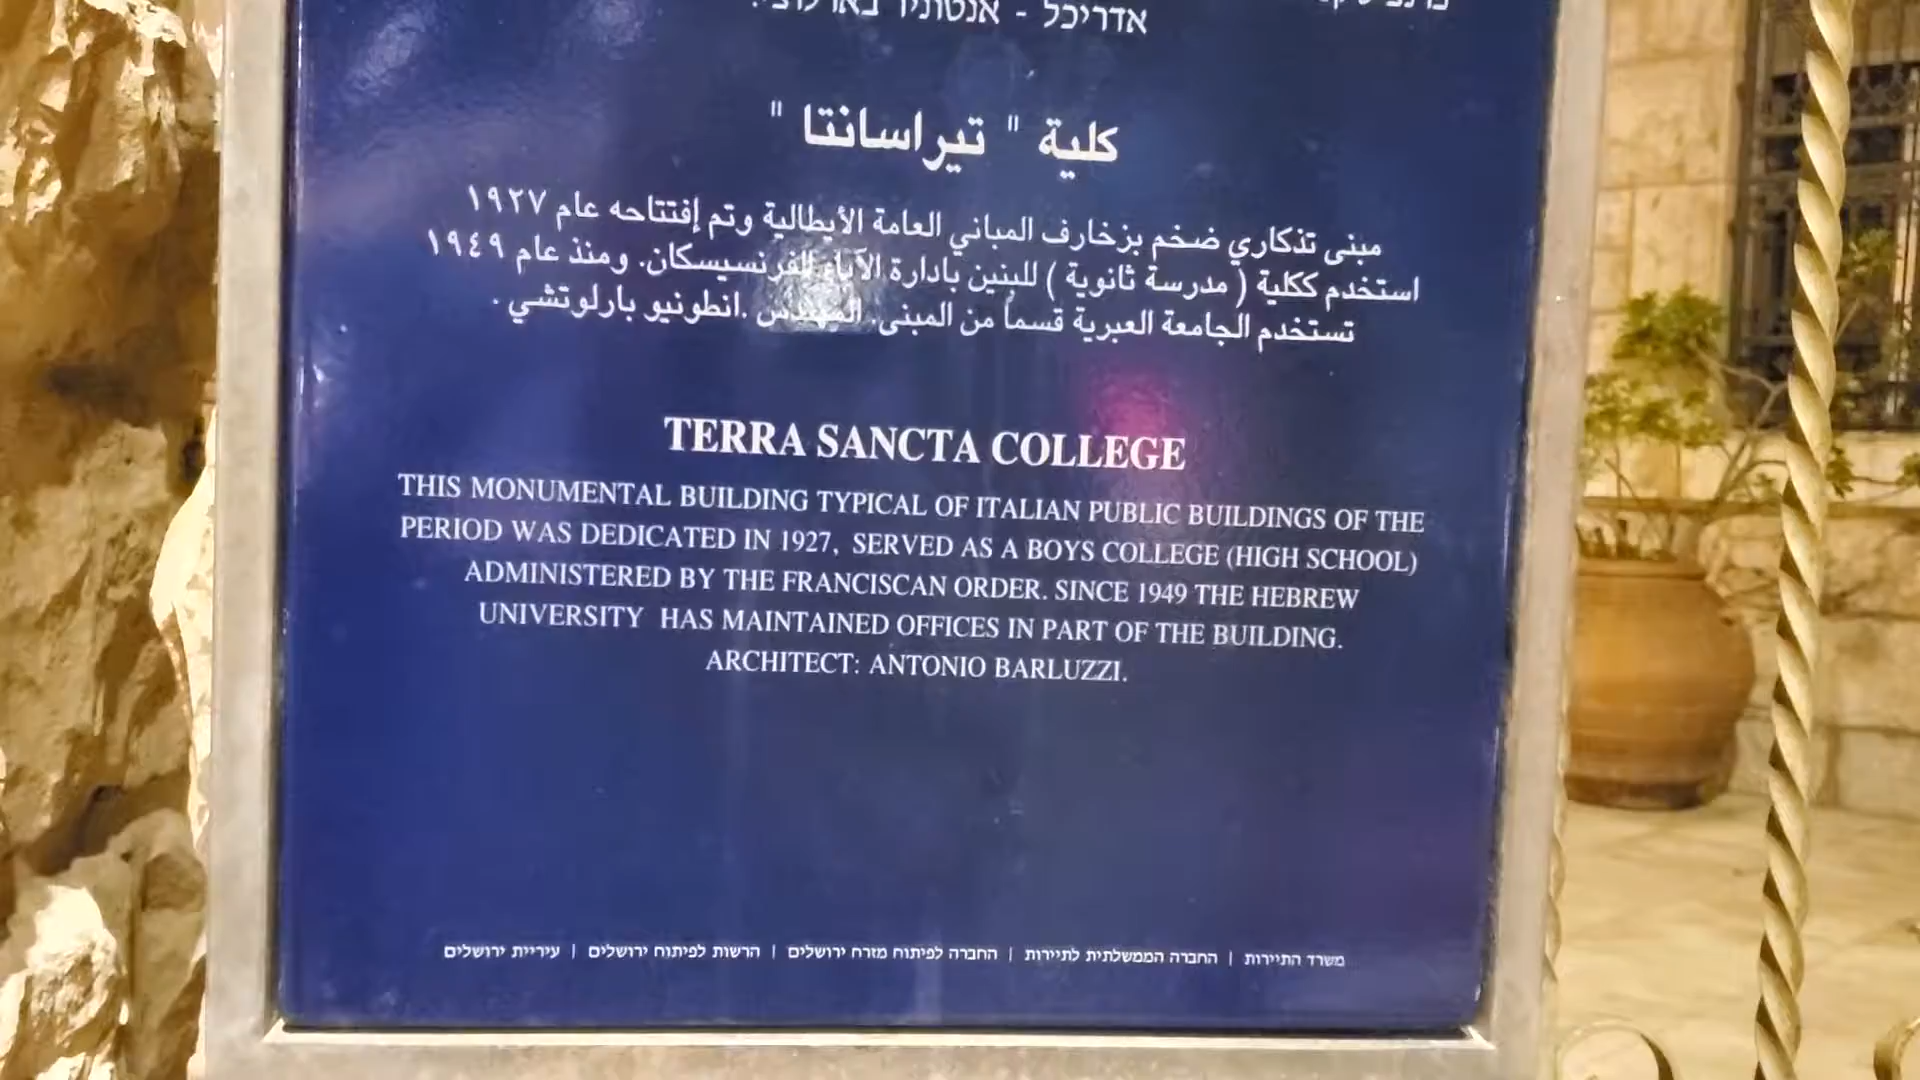 אדריכל - אנטוניו
كلية " تيراسانتا "
مبنى تذكاري ضخم بزخارف المباني العامة الأيطالية وتم إفتتاحه عام ١٩٢٧
استخدم ككلية ( مدرسة ثانوية ) للبنين بادارة الآباء الفرنسيسكان. ومنذ عام ١٩٤٩
تستخدم الجامعة العبرية قسماً من المبنى. المهندس .انطونيو بارلوتشي .
TERRA SANCTA COLLEGE
THIS MONUMENTAL BUILDING TYPICAL OF ITALIAN PUBLIC BUILDINGS OF THE
PERIOD WAS DEDICATED IN 1927, SERVED AS A BOYS COLLEGE (HIGH SCHOOL)
ADMINISTERED BY THE FRANCISCAN ORDER. SINCE 1949 THE HEBREW
UNIVERSITY HAS MAINTAINED OFFICES IN PART OF THE BUILDING.
ARCHITECT: ANTONIO BARLUZZI.
משרד התיירות | החברה הממשלתית לתיירות | החברה לפיתוח מזרח ירושלים | הרשות לפיתוח ירושלים | עיריית ירושלים